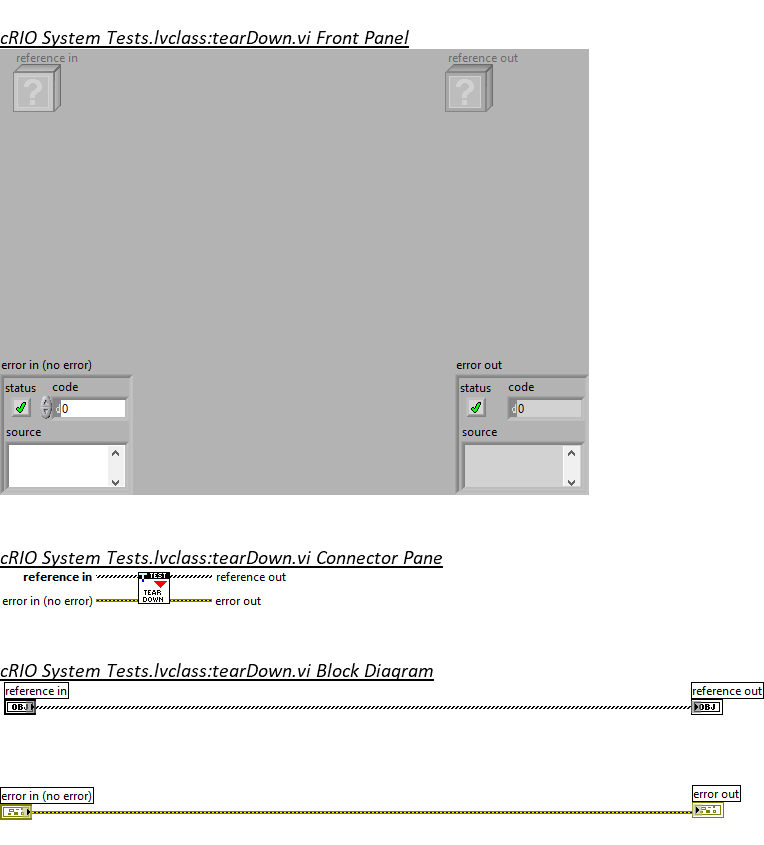 cRIO System Tests.lvclass:tearDown.vi Front Panel
reference in reference out
? ?
error in (no error) error out
status code status code
d 0 d 0
source source
cRIO System Tests.lvclass:tearDown.vi Connector Pane
reference in TEST reference out
TEAR
error in (no error) DOWN error out
cRIO System Tests.lvclass:tearDown.vi Block Diagram
reference in reference out
OBJ OBJ
error in (no error) error out